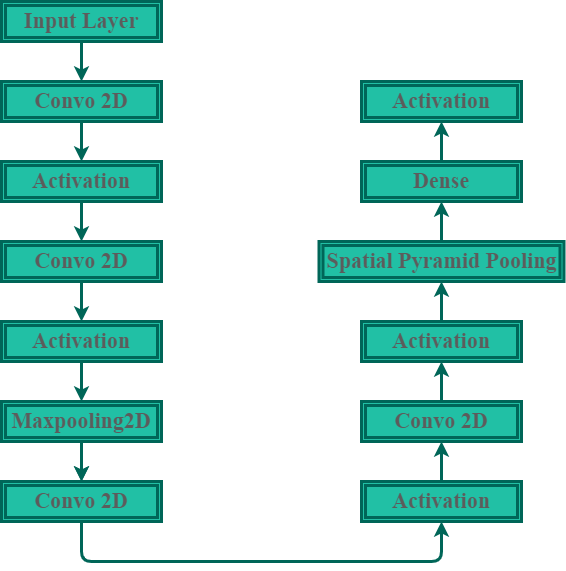 Input Layer
Convo 2D
Activation
Convo 2D
Activation
Maxpooling2D
Convo 2D
Activation
Convo 2D
Activation
Spatial Pyramid Pooling
Dense
Activation